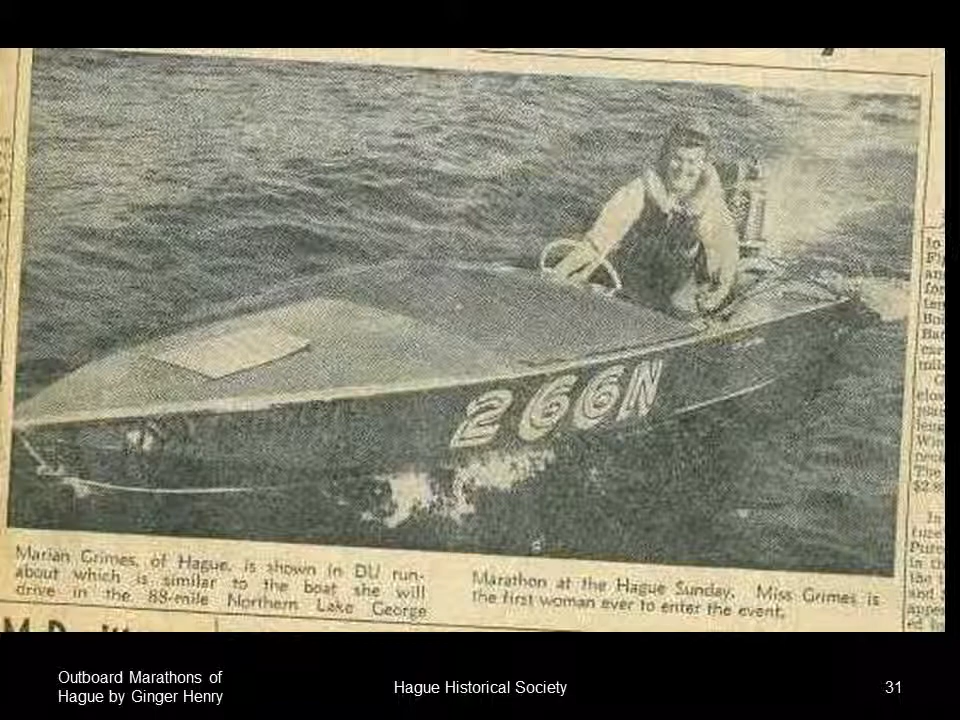 266N
Marian Grimes, of Hague, is shown in DU run-
about which is similar to the boat she will
drive in the 88-mile Northern Lake George
Marathon at the Hague Sunday. Miss Grimes is
the first woman ever to enter the event.
Outboard Marathons of
Hague by Ginger Henry
Hague Historical Society
31